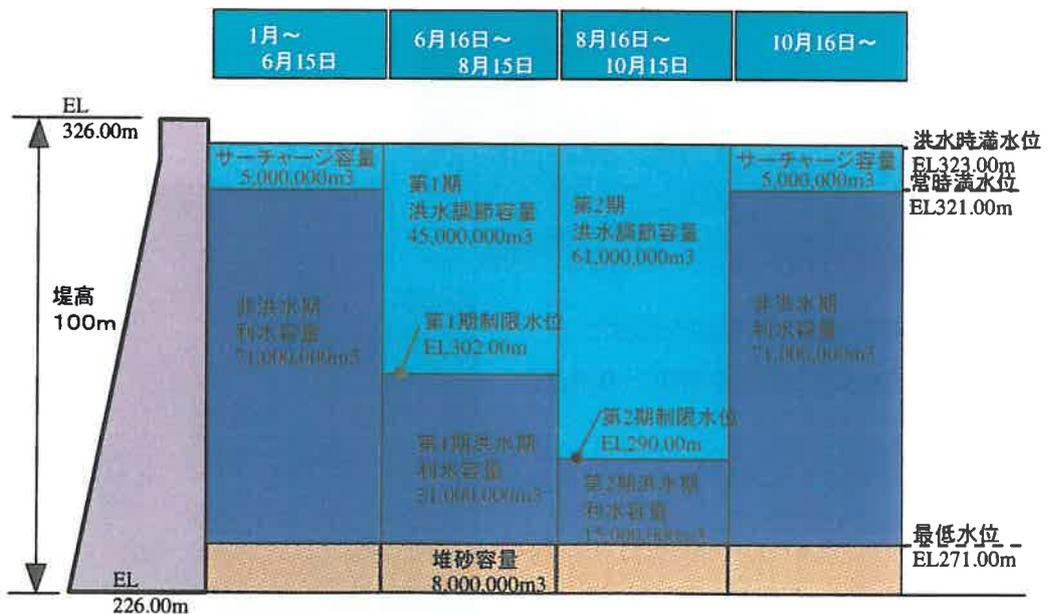 1月～
6月15日
6月16日～
8月15日
8月16日～
10月15日
10月16日～
EL
326.00m
堤高
100m
EL
226.00m
サーチャージ容量
5,000,000m3
非洪水期
利水容量
71,000,000m3
第1期
洪水調節容量
45,000,000m3
第1期制限水位
EL302.00m
第1期洪水期
利水容量
31,000,000m3
第2期
洪水調節容量
61,000,000m3
第2期制限水位
EL290.00m
第2期洪水期
利水容量
サーチャージ容量
5,000,000m3
非洪水期
利水容量
71,000,000m3
堆砂容量
8,000,000m3
洪水時満水位
EL323.00m
常時満水位
EL321.00m
最低水位
EL271.00m